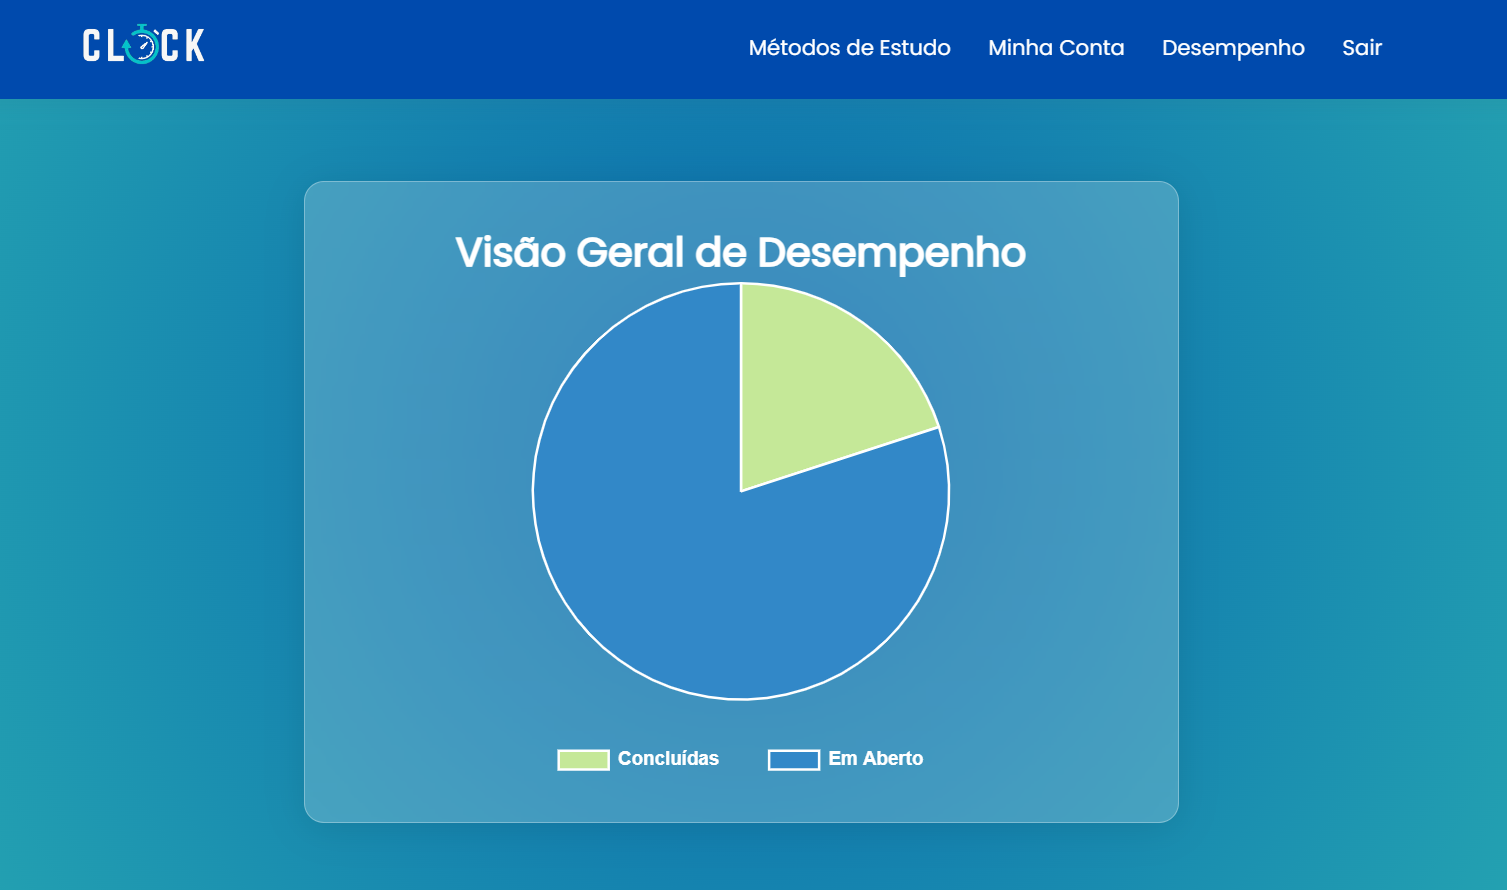 CLOCK
Métodos de Estudo Minha Conta Desempenho Sair
Visão Geral de Desempenho
Concluídas Em Aberto